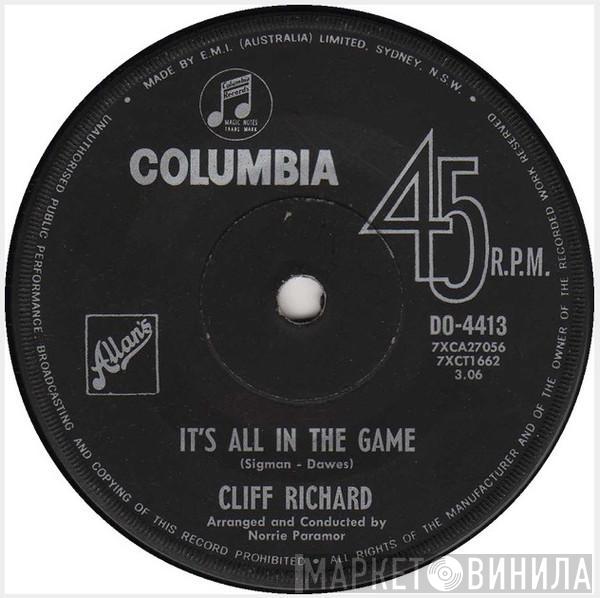 MADE BY E.M.I. (AUSTRALIA) LIMITED, SYDNEY, N.S.W.
UNAUTHORISED PUBLIC PERFORMANCE, BROADCASTING AND COPYING OF THIS RECORD PROHIBITED • ALL RIGHTS OF THE MANUFACTURER AND OF THE OWNER OF THE RECORDED WORK RESERVED
Columbia
Records
MAGIC NOTES
TRADE MARK
COLUMBIA
45
R.P.M.
Allan's
DO-4413
7XCA27056
7XCT1662
3.06
IT'S ALL IN THE GAME
(Sigman - Dawes)
CLIFF RICHARD
Arranged and Conducted by
Norrie Paramor
МАРКЕТ ВИНИЛА